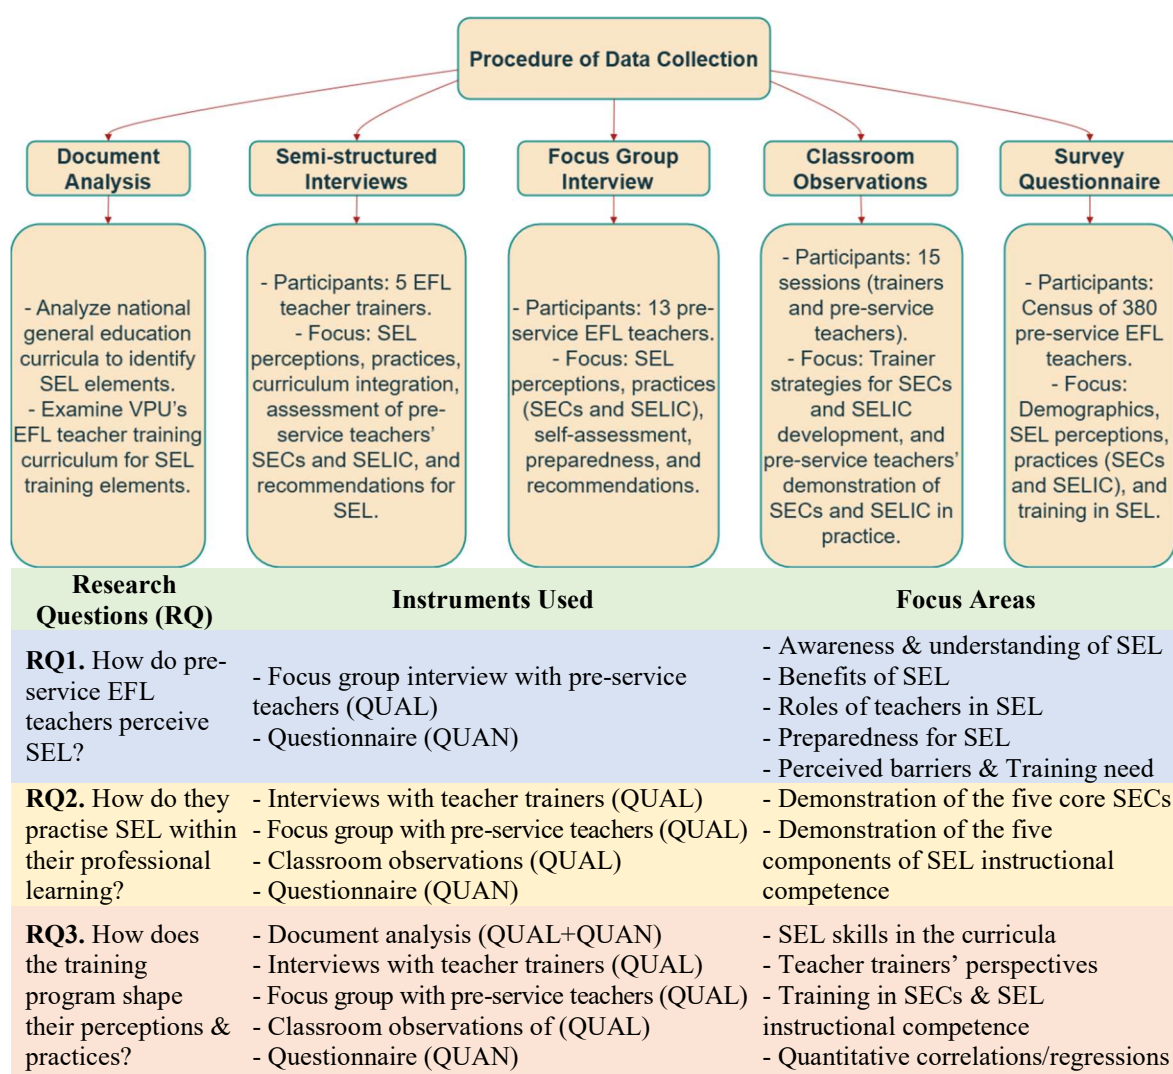 Procedure of Data Collection
Document
Analysis
Semi-structured
Interviews
Focus Group
Interview
Classroom
Observations
Survey
Questionnaire
- Analyze national
general education
curricula to identify
SEL elements.
- Examine VPU's
EFL teacher training
curriculum for SEL
training elements.
- Participants: 5 EFL
teacher trainers.
- Focus: SEL
perceptions, practices,
curriculum integration,
assessment of pre-
service teachers'
SECs and SELIC, and
recommendations for
SEL.
- Participants: 13 pre-
service EFL teachers.
- Focus: SEL
perceptions, practices
(SECs and SELIC),
self-assessment,
preparedness, and
recommendations.
- Participants: 15
sessions (trainers
and pre-service
teachers).
- Focus: Trainer
strategies for SECs
and SELIC
development, and
pre-service teachers'
demonstration of
SECs and SELIC in
practice.
- Participants:
Census of 380
pre-service EFL
teachers.
- Focus:
Demographics,
SEL perceptions,
practices (SECs
and SELIC), and
training in SEL.
Research
Questions (RQ)
Instruments Used
Focus Areas
RQ1. How do pre-
service EFL
teachers perceive
SEL?
- Focus group interview with pre-service
teachers (QUAL)
- Questionnaire (QUAN)
- Awareness & understanding of SEL
- Benefits of SEL
- Roles of teachers in SEL
- Preparedness for SEL
- Perceived barriers & Training need
RQ2. How do they
practise SEL within
their professional
learning?
- Interviews with teacher trainers (QUAL)
- Focus group with pre-service teachers (QUAL)
- Classroom observations (QUAL)
- Questionnaire (QUAN)
- Demonstration of the five core SECs
- Demonstration of the five
components of SEL instructional
competence
RQ3. How does
the training
program shape
their perceptions &
practices?
- Document analysis (QUAL+QUAN)
- Interviews with teacher trainers (QUAL)
- Focus group with pre-service teachers (QUAL)
- Classroom observations of (QUAL)
- Questionnaire (QUAN)
- SEL skills in the curricula
- Teacher trainers' perspectives
- Training in SECs & SEL
instructional competence
- Quantitative correlations/regressions